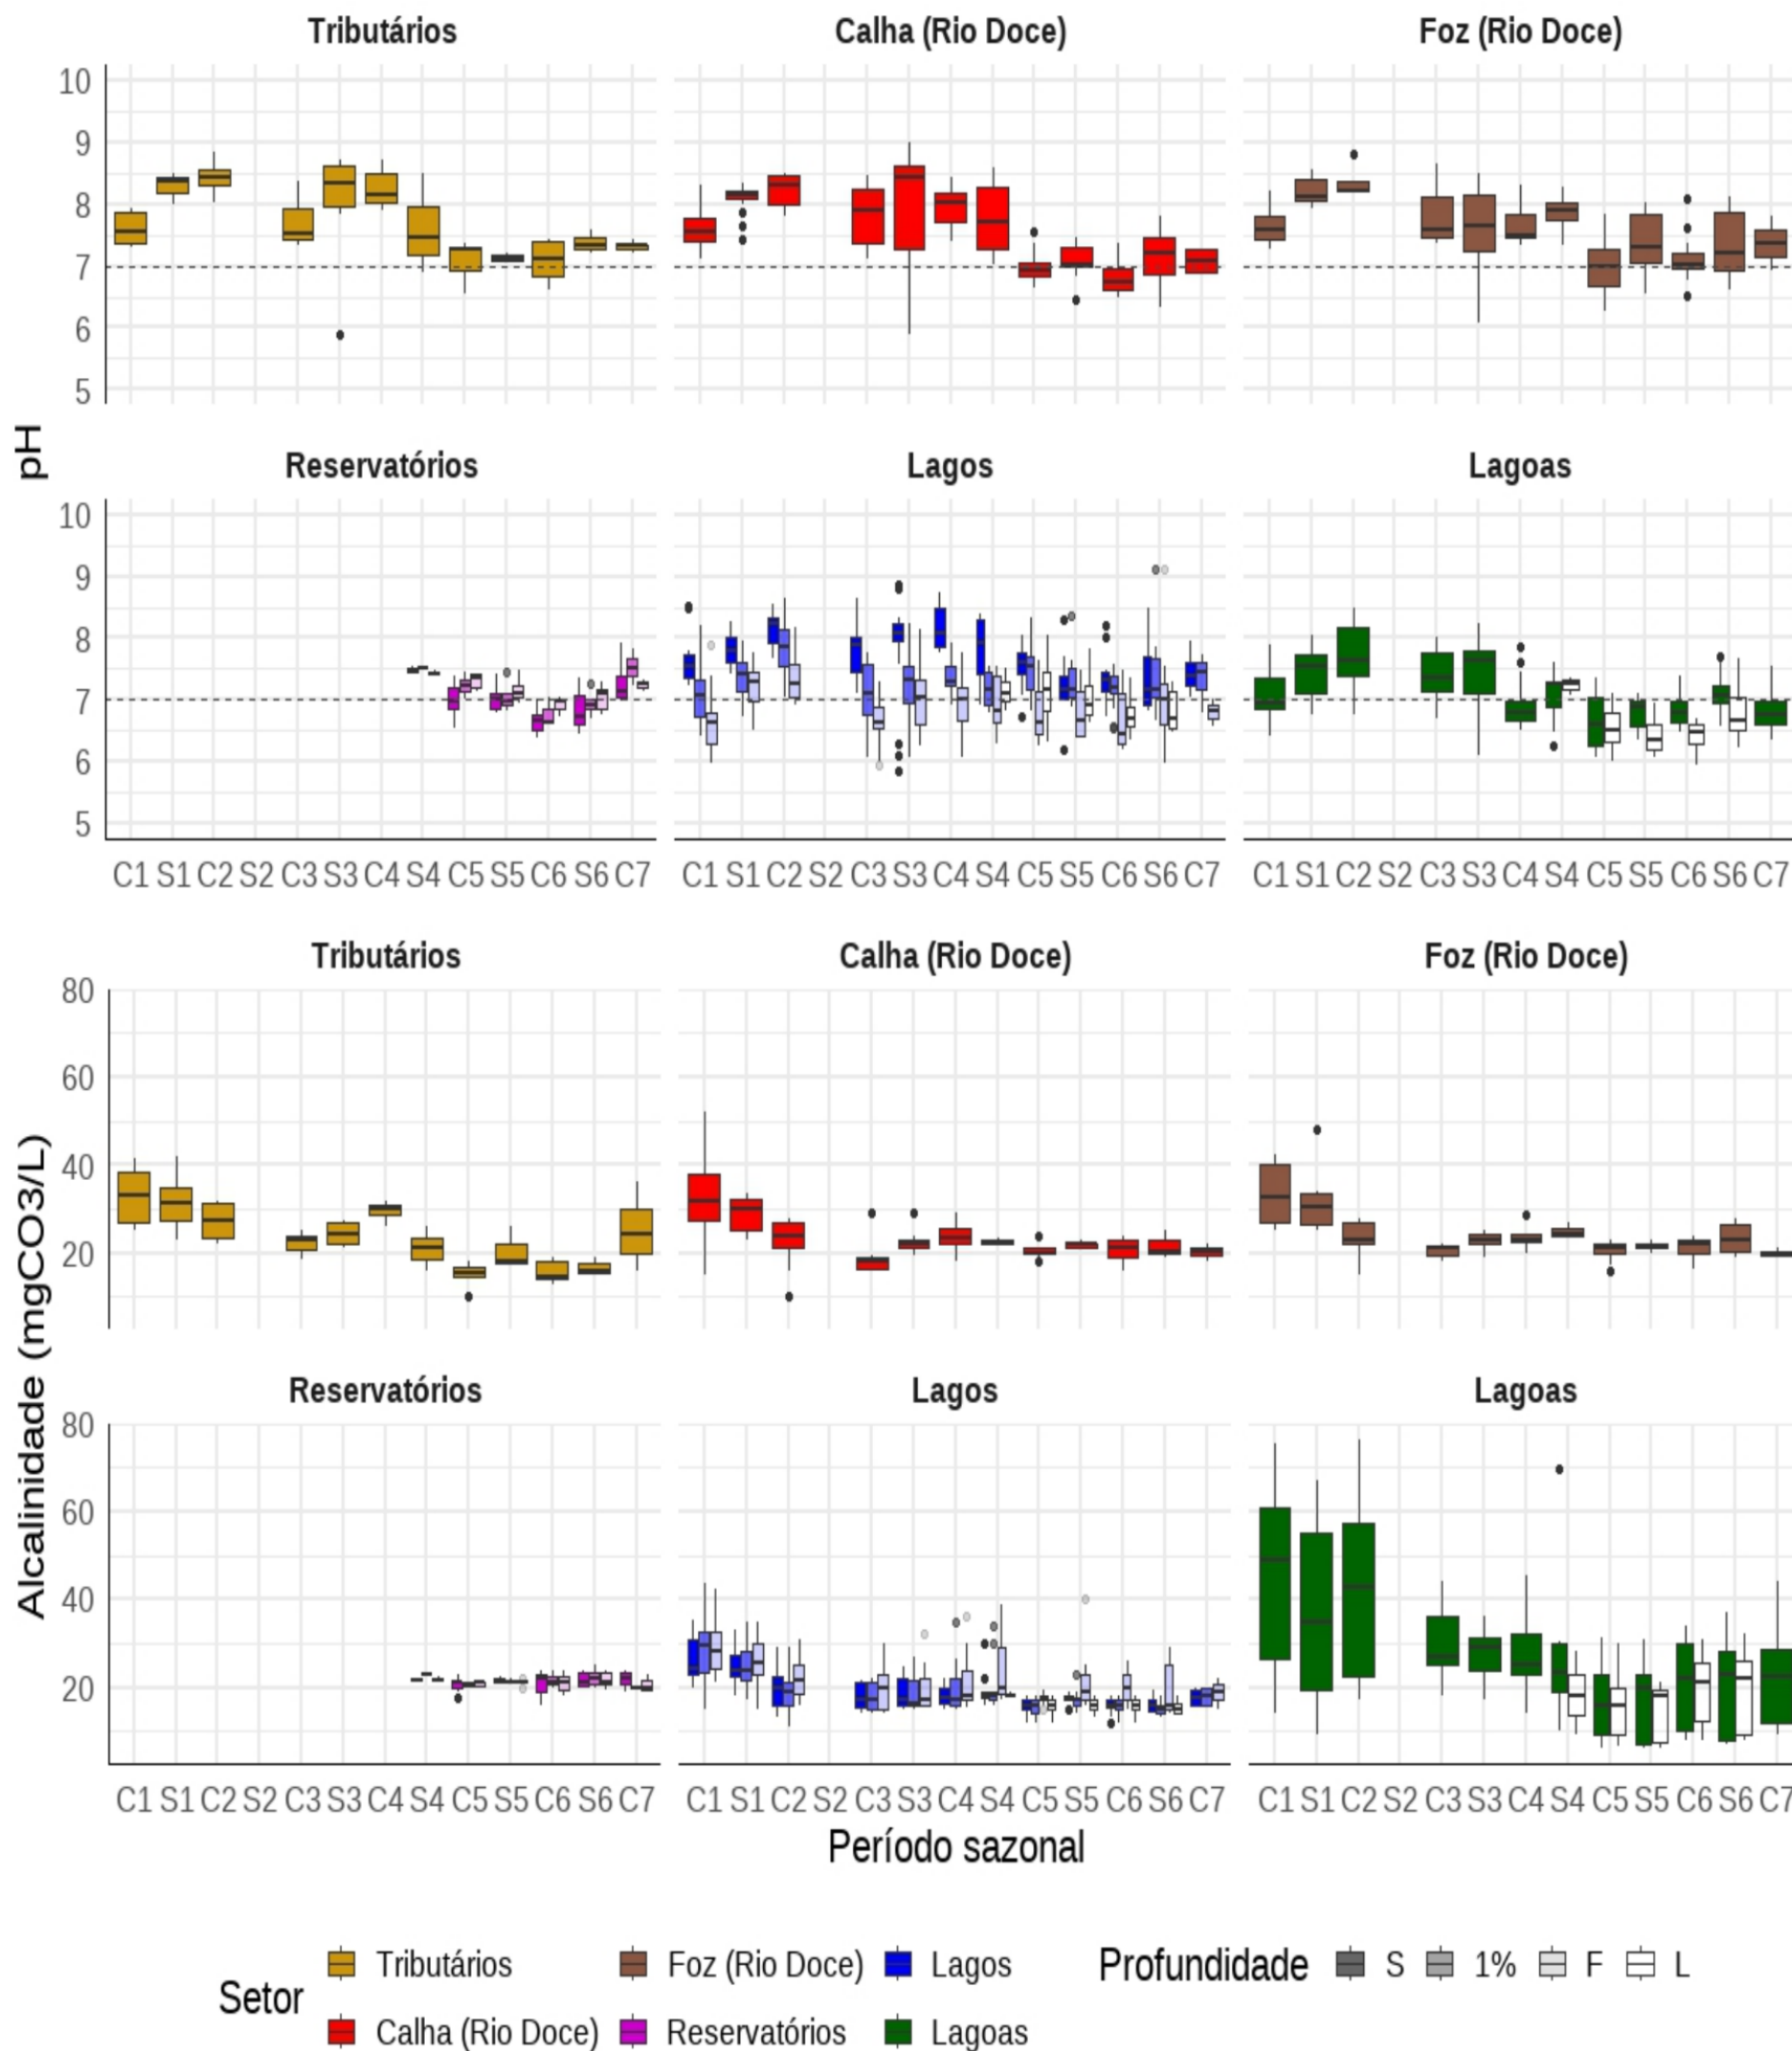 Tributários Calha (Rio Doce) Foz (Rio Doce)
10
9
8
7
6
5
pH
Reservatórios Lagos Lagoas
10
9
8
7
6
5
C1 S1 C2 S2 C3 S3 C4 S4 C5 S5 C6 S6 C7 C1 S1 C2 S2 C3 S3 C4 S4 C5 S5 C6 S6 C7 C1 S1 C2 S2 C3 S3 C4 S4 C5 S5 C6 S6 C7
Tributários Calha (Rio Doce) Foz (Rio Doce)
80
60
40
20
Alcalinidade (mgCO3/L)
Reservatórios Lagos Lagoas
80
60
40
20
C1 S1 C2 S2 C3 S3 C4 S4 C5 S5 C6 S6 C7 C1 S1 C2 S2 C3 S3 C4 S4 C5 S5 C6 S6 C7 C1 S1 C2 S2 C3 S3 C4 S4 C5 S5 C6 S6 C7
Período sazonal
Setor
Tributários Foz (Rio Doce) Lagos
Calha (Rio Doce) Reservatórios Lagoas
Profundidade S 1% F L